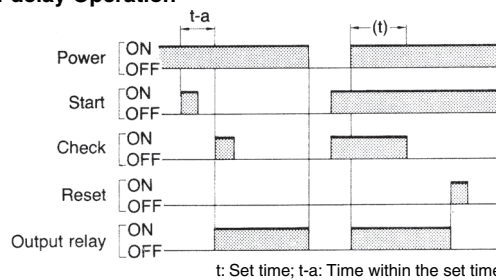 delay Operation
t-a
(t)
Power ON
OFF
Start ON
OFF
Check ON
OFF
Reset ON
OFF
Output relay ON
OFF
t: Set time; t-a: Time within the set time